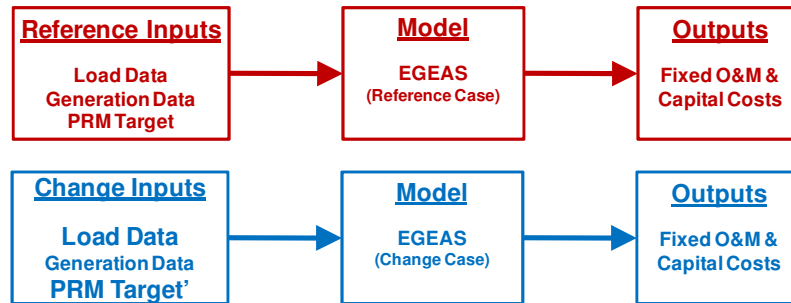 Reference Inputs
Load Data
Generation Data
PRM Target
Model
EGEAS
(Reference Case)
Outputs
Fixed O&M &
Capital Costs
Change Inputs
Load Data
Generation Data
PRM Target’
Model
EGEAS
(Change Case)
Outputs
Fixed O&M &
Capital Costs